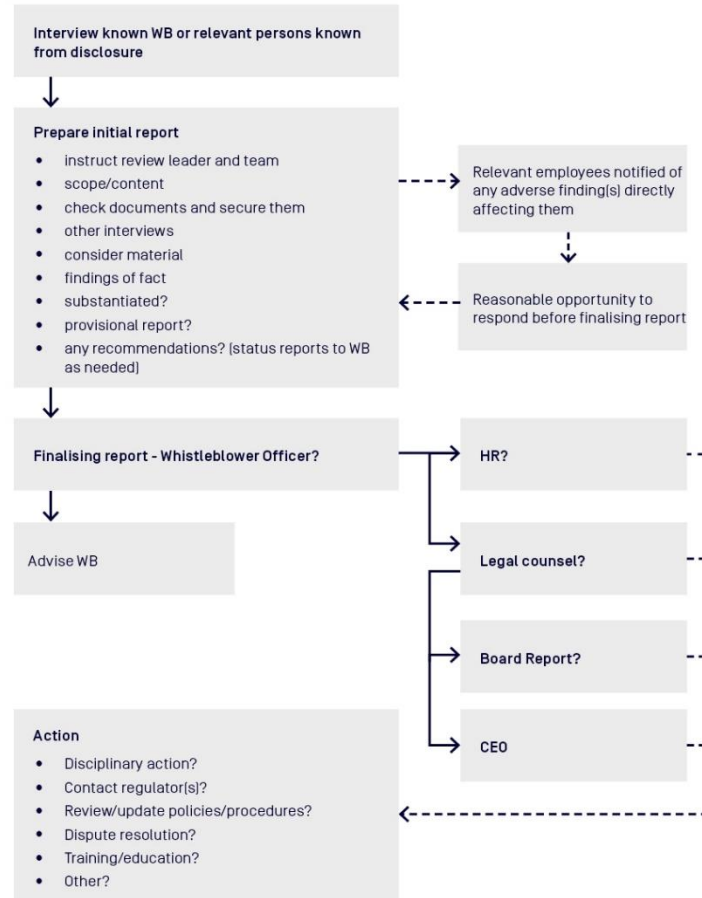 Interview known WB or relevant persons known
from disclosure
Prepare initial report
• instruct review leader and team
• scope/content
• check documents and secure them
• other interviews
• consider material
• findings of fact
• substantiated?
• provisional report?
• any recommendations? (status reports to WB
as needed)
Relevant employees notified of
any adverse finding(s) directly
affecting them
Reasonable opportunity to
respond before finalising report
Finalising report - Whistleblower Officer?
HR?
Advise WB
Legal counsel?
Board Report?
CEO
Action
• Disciplinary action?
• Contact regulator(s)?
• Review/update policies/procedures?
• Dispute resolution?
• Training/education?
• Other?